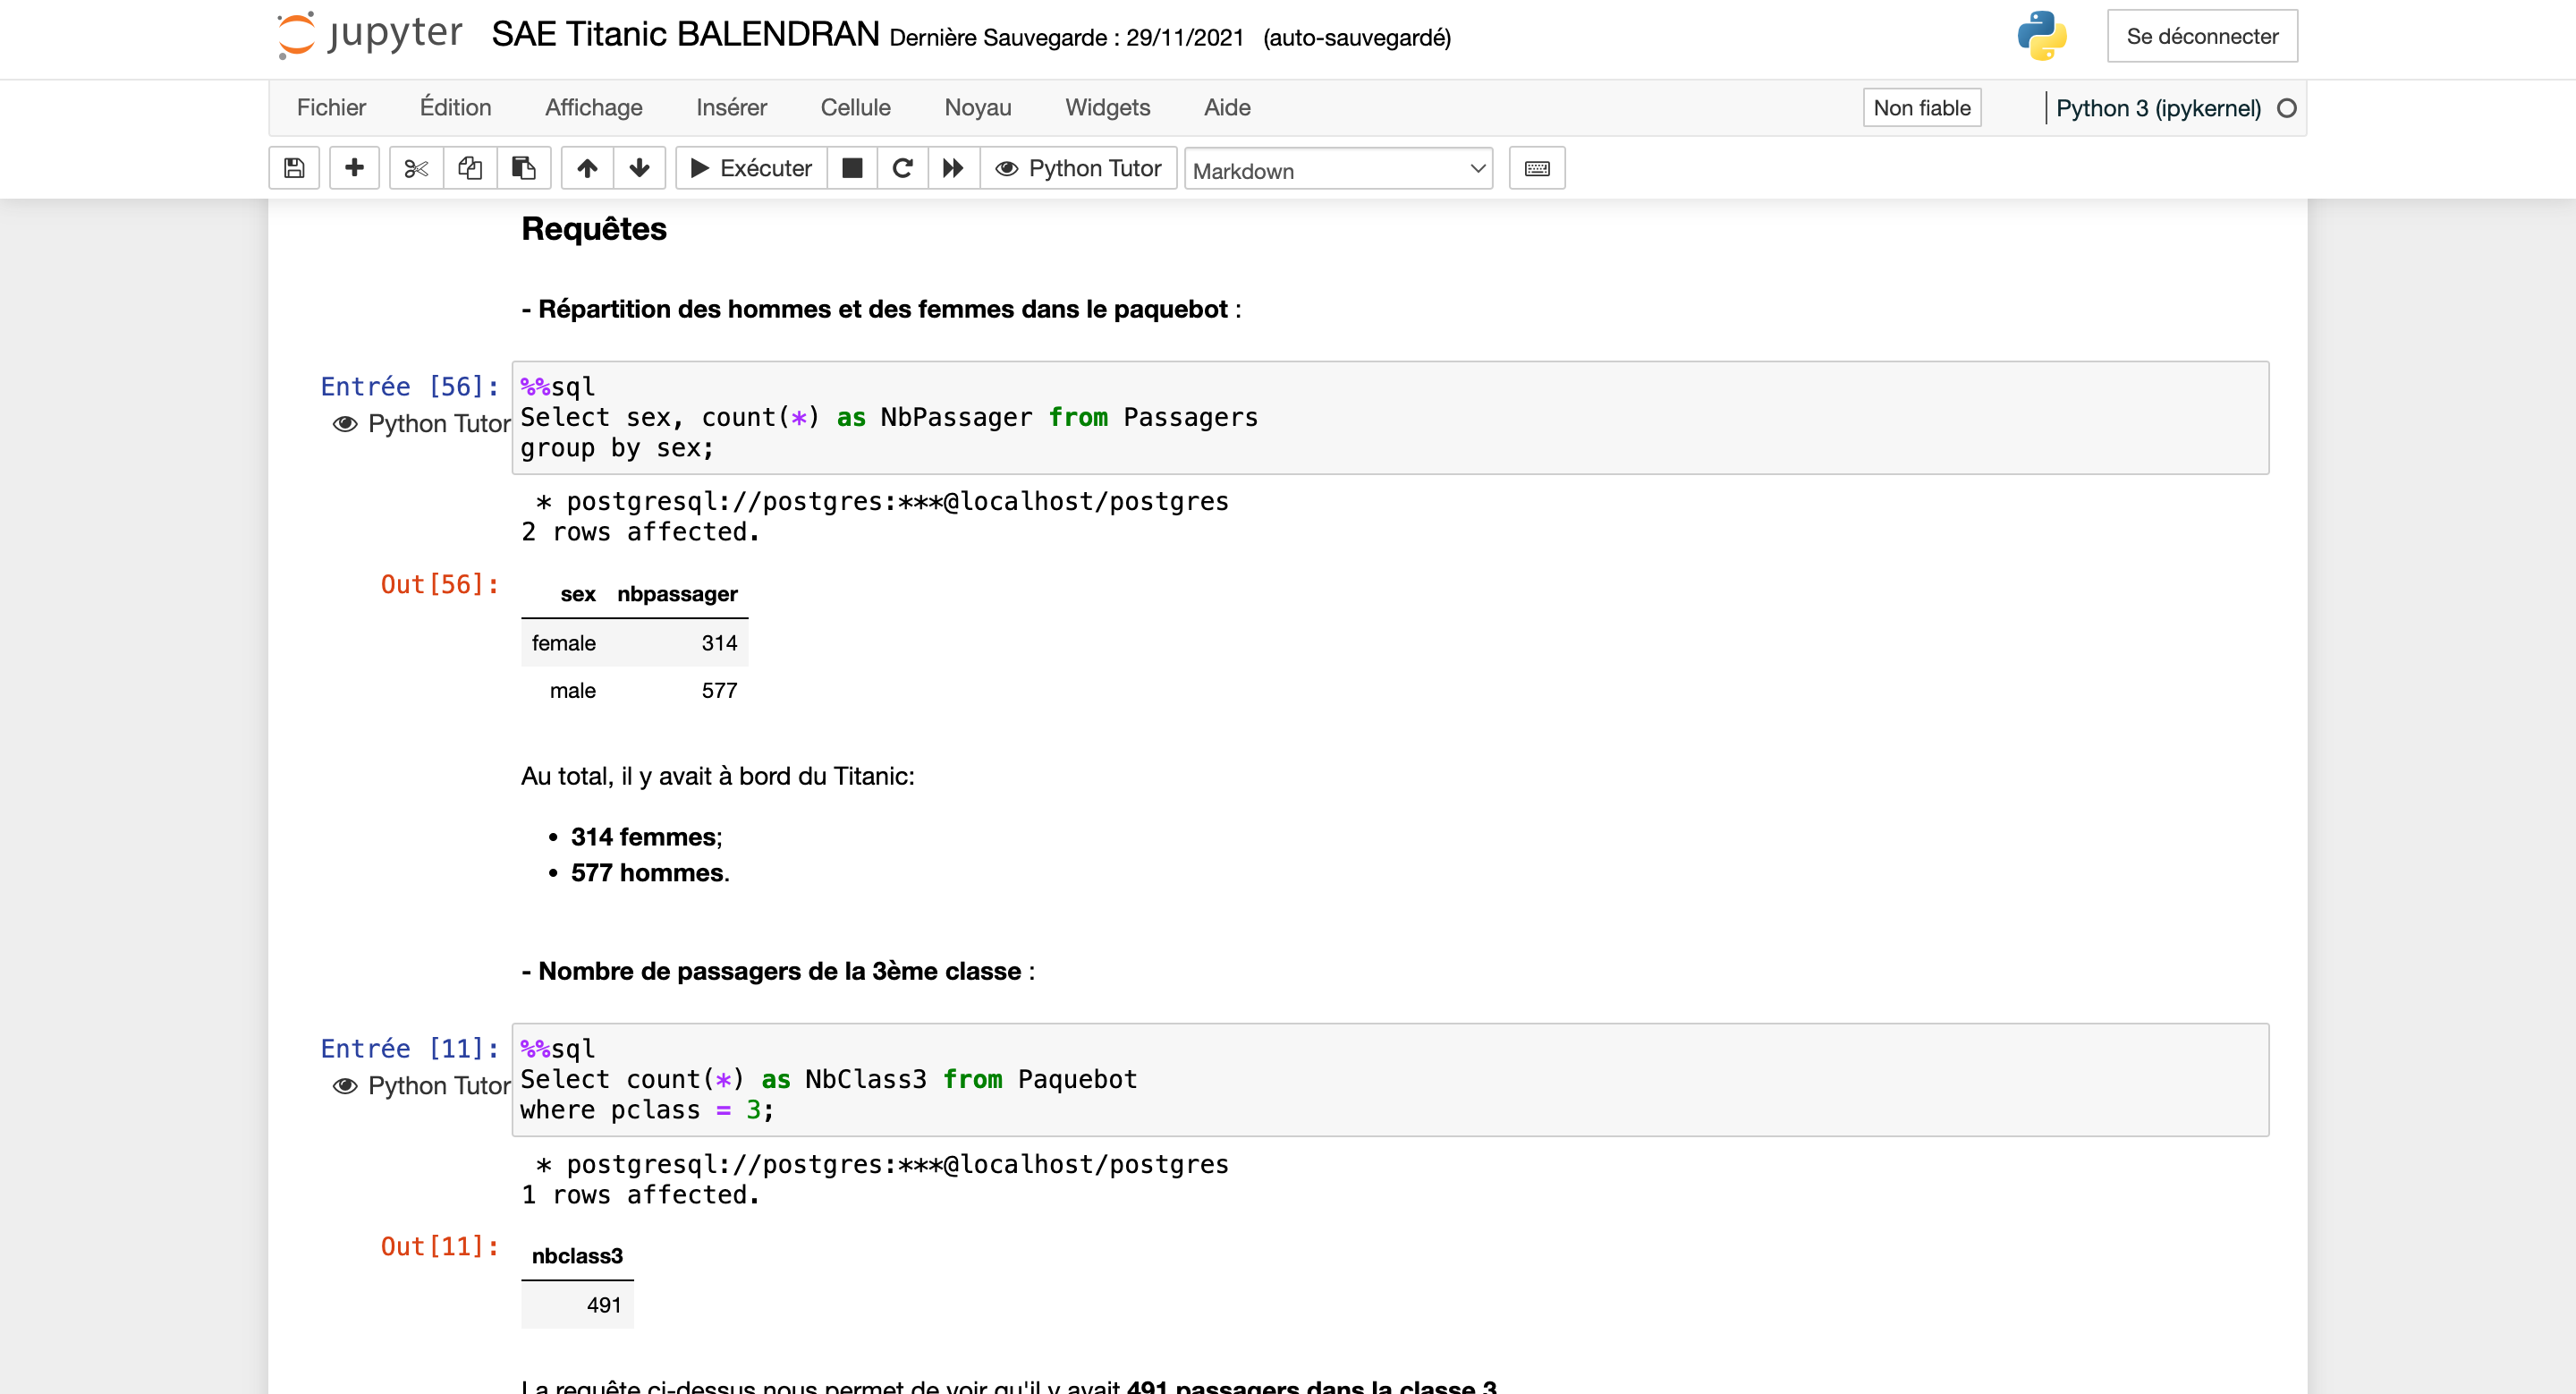 jupyter SAE Titanic BALENDRAN Dernière Sauvegarde : 29/11/2021 (auto-sauvegardé)
Se déconnecter
Fichier Édition Affichage Insérer Cellule Noyau Widgets Aide
Non fiable
Python 3 (ipykernel)
Exécuter
Python Tutor
Markdown
Requêtes
- Répartition des hommes et des femmes dans le paquebot :
Entrée [56]:
Python Tutor
%%sql
Select sex, count(*) as NbPassager from Passagers
group by sex;
* postgresql://postgres:***@localhost/postgres
2 rows affected.
Out[56]:
sex nbpassager
female 314
male 577
Au total, il y avait à bord du Titanic:
• 314 femmes;
• 577 hommes.
- Nombre de passagers de la 3ème classe :
Entrée [11]:
Python Tutor
%%sql
Select count(*) as NbClass3 from Paquebot
where pclass = 3;
* postgresql://postgres:***@localhost/postgres
1 rows affected.
Out[11]:
nbclass3
491
La requête ci-dessus nous permet de voir qu'il y avait 491 passagers dans la classe 3